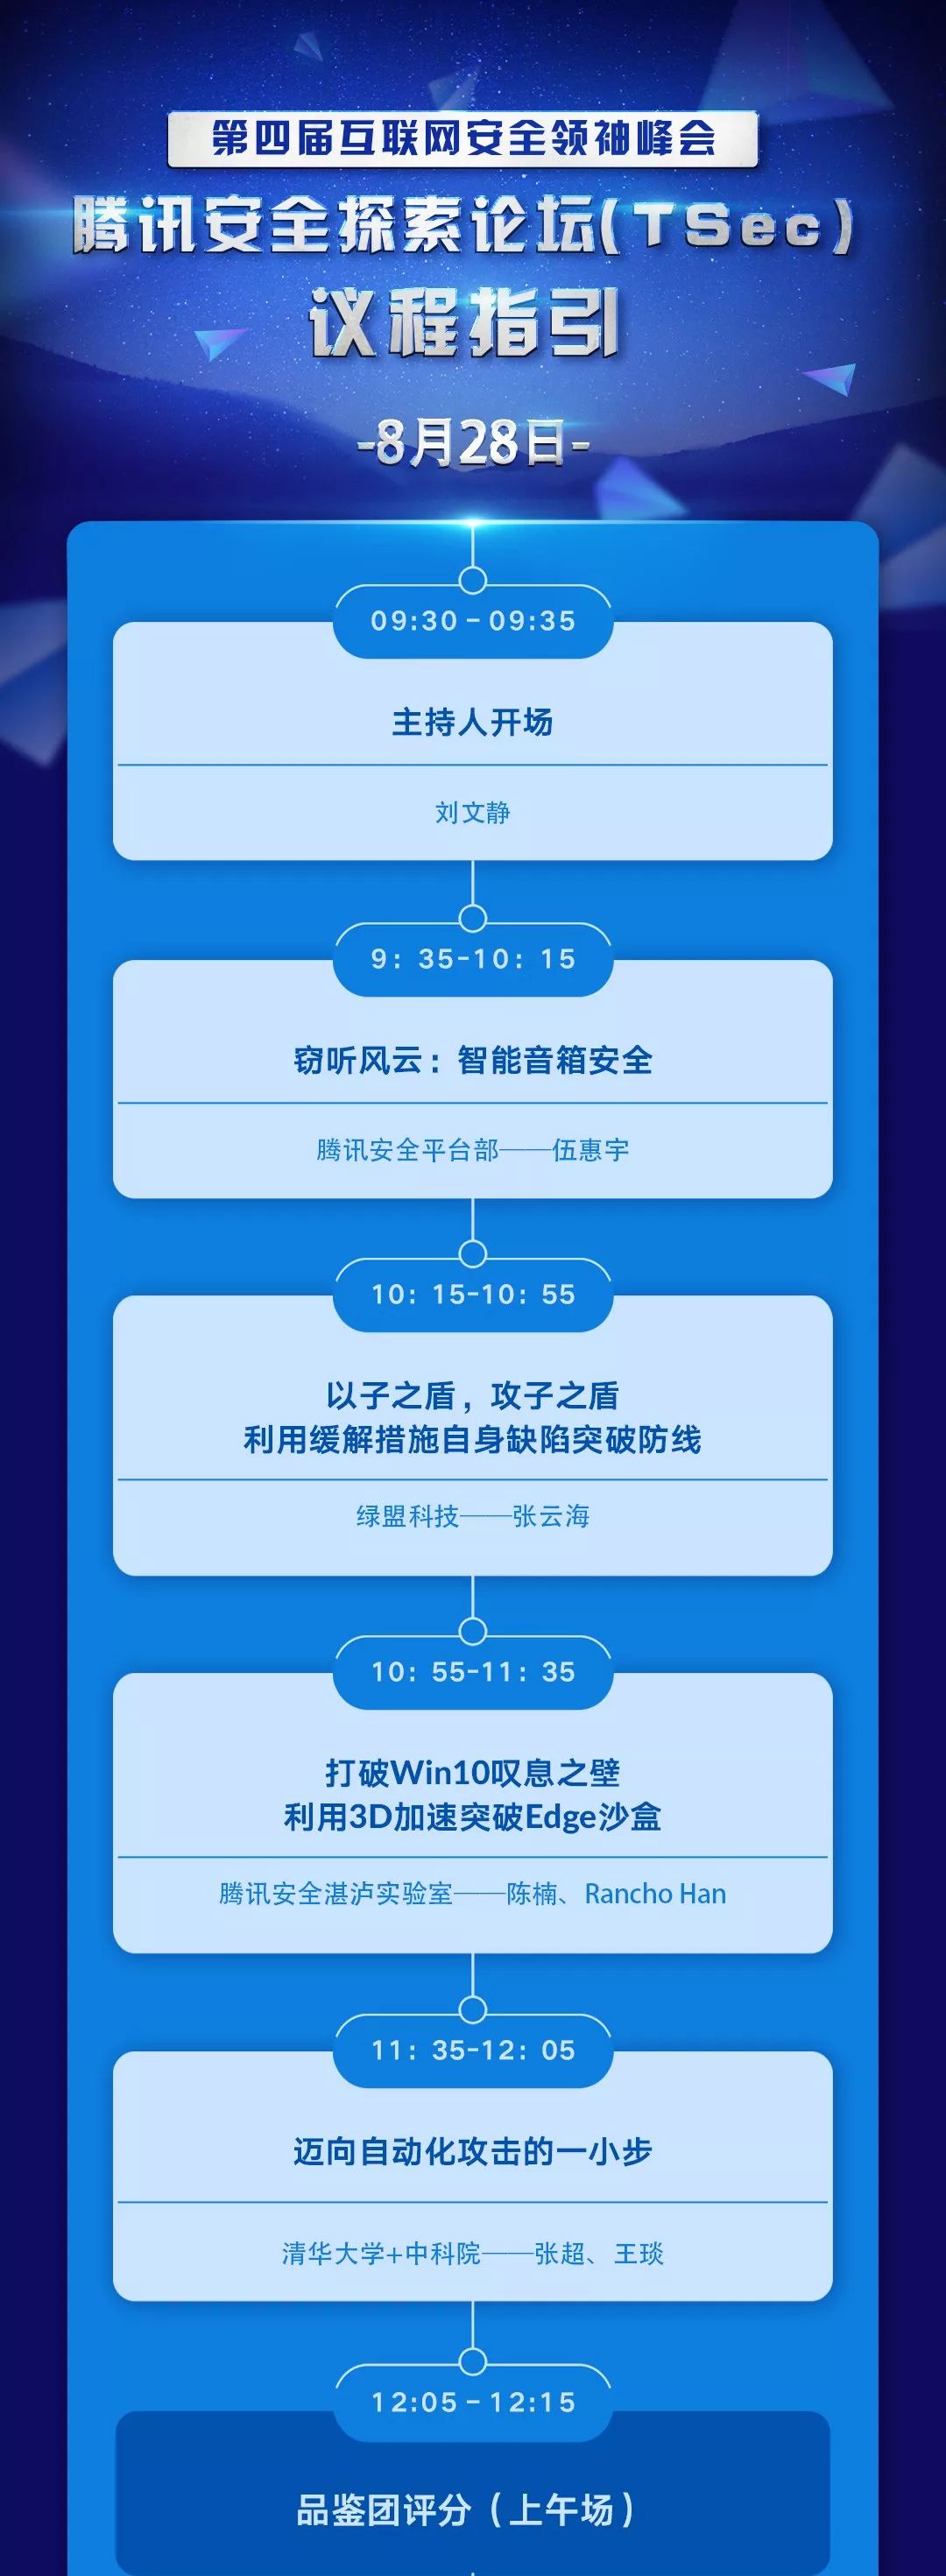 第四届互联网安全领袖峰会
腾讯安全探索论坛(TSec)
议程指引
-8月28日-
09:30 - 09:35
主持人开场
刘文静
9: 35-10: 15
窃听风云：智能音箱安全
腾讯安全平台部——伍惠宇
10: 15-10: 55
以子之盾，攻子之盾
利用缓解措施自身缺陷突破防线
绿盟科技——张云海
10: 55-11: 35
打破Win10叹息之壁
利用3D加速突破Edge沙盒
腾讯安全湛泸实验室——陈楠、Rancho Han
11: 35-12: 05
迈向自动化攻击的一小步
清华大学+中科院——张超、王琰
12:05 - 12:15
品鉴团评分（上午场）